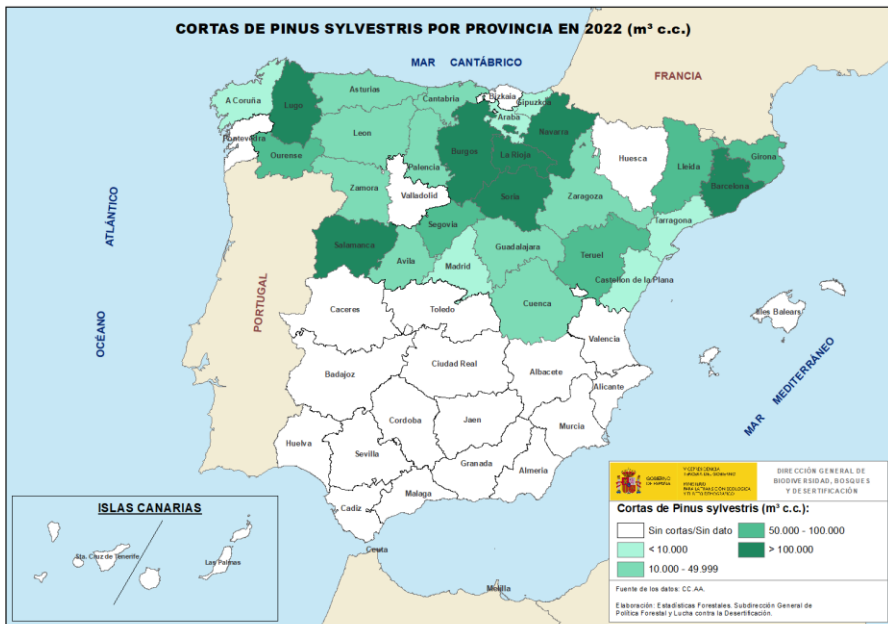 CORTAS DE PINUS SYLVESTRIS POR PROVINCIA EN 2022 (m³ c.c.)
MAR CANTÁBRICO
FRANCIA
A Coruña
Lugo
Asturias
Cantabria
Bizkaia
Gipuzkoa
Araba
Navarra
Pontevedra
Ourense
Leon
Palencia
Burgos
La Rioja
Huesca
Lleida
Girona
Barcelona
Zamora
Valladolid
Soria
Zaragoza
Tarragona
Segovia
Salamanca
Avila
Madrid
Guadalajara
Teruel
Castellon de la Plana
Cuenca
OCÉANO ATLÁNTICO
PORTUGAL
Caceres
Toledo
Valencia
Illes Balears
Badajoz
Ciudad Real
Albacete
Alicante
MAR MEDITERRÁNEO
Cordoba
Jaen
Murcia
Huelva
Sevilla
Granada
Almeria
Malaga
Cadiz
Ceuta
Melilla
ISLAS CANARIAS
Sta. Cruz de Tenerife
Las Palmas
GOBIERNO
DE ESPAÑA
DIRECCIÓN GENERAL DE
BIODIVERSIDAD, BOSQUES
Y DESERTIFICACIÓN
Cortas de Pinus sylvestris (m³ c.c.):
Sin cortas/Sin dato
< 10.000
10.000 - 49.999
50.000 - 100.000
> 100.000
Fuente de los datos: CC.AA.
Elaboración: Estadísticas Forestales. Subdirección General de
Política Forestal y Lucha contra la Desertificación.